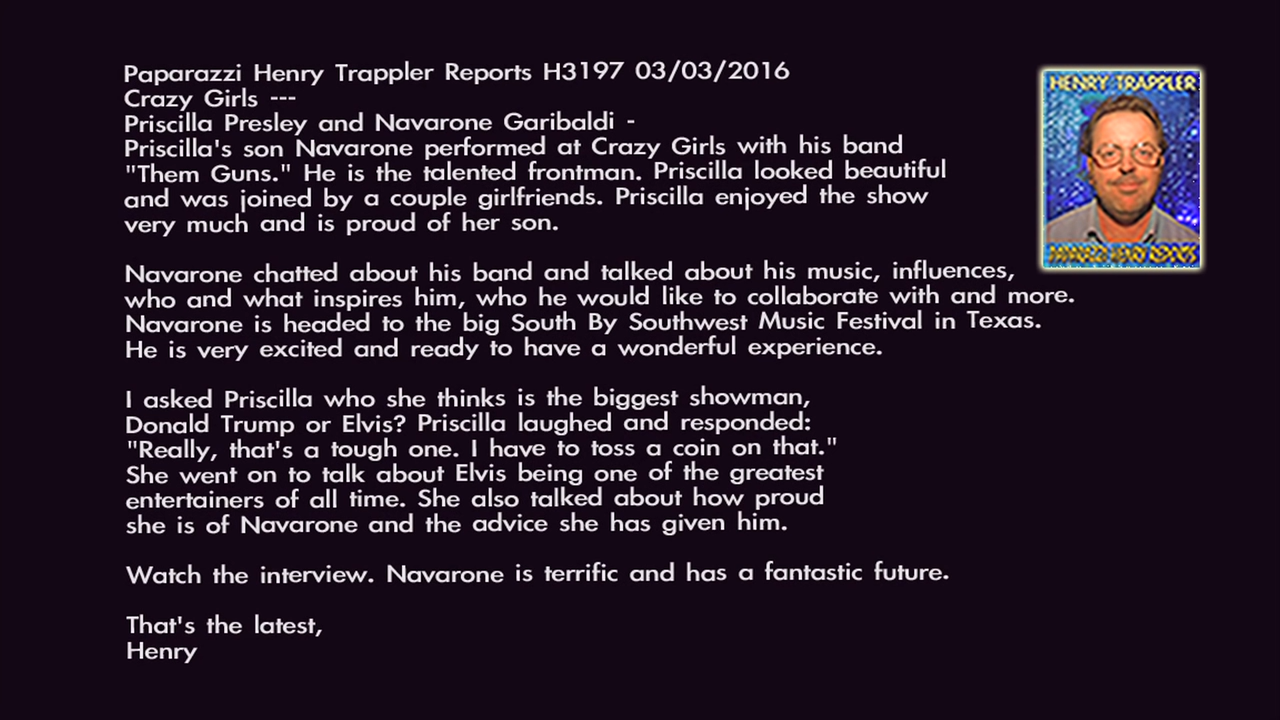 Paparazzi Henry Trappler Reports H3197 03/03/2016
Crazy Girls ---
Priscilla Presley and Navarone Garibaldi -
Priscilla's son Navarone performed at Crazy Girls with his band
"Them Guns." He is the talented frontman. Priscilla looked beautiful
and was joined by a couple girlfriends. Priscilla enjoyed the show
very much and is proud of her son.
Navarone chatted about his band and talked about his music, influences,
who and what inspires him, who he would like to collaborate with and more.
Navarone is headed to the big South By Southwest Music Festival in Texas.
He is very excited and ready to have a wonderful experience.
I asked Priscilla who she thinks is the biggest showman,
Donald Trump or Elvis? Priscilla laughed and responded:
"Really, that's a tough one. I have to toss a coin on that."
She went on to talk about Elvis being one of the greatest
entertainers of all time. She also talked about how proud
she is of Navarone and the advice she has given him.
Watch the interview. Navarone is terrific and has a fantastic future.
That's the latest,
Henry
HENRY TRAPPLER